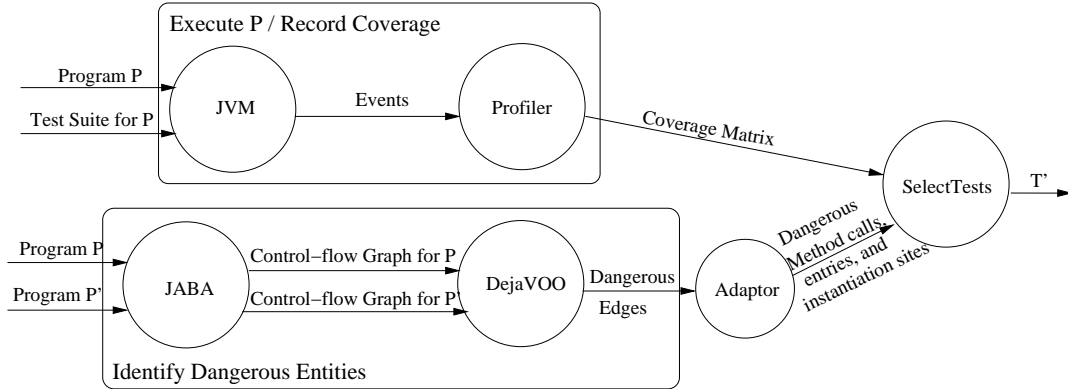 Execute P / Record Coverage
Program P
Test Suite for P
JVM
Events
Profiler
Coverage Matrix
SelectTests
T’
Program P
Program P’
JABA
Control−flow Graph for P
Control−flow Graph for P’
DejaVOO
Dangerous
Edges
Adaptor
Dangerous
Method calls,
entries, and
instantiation sites
Identify Dangerous Entities